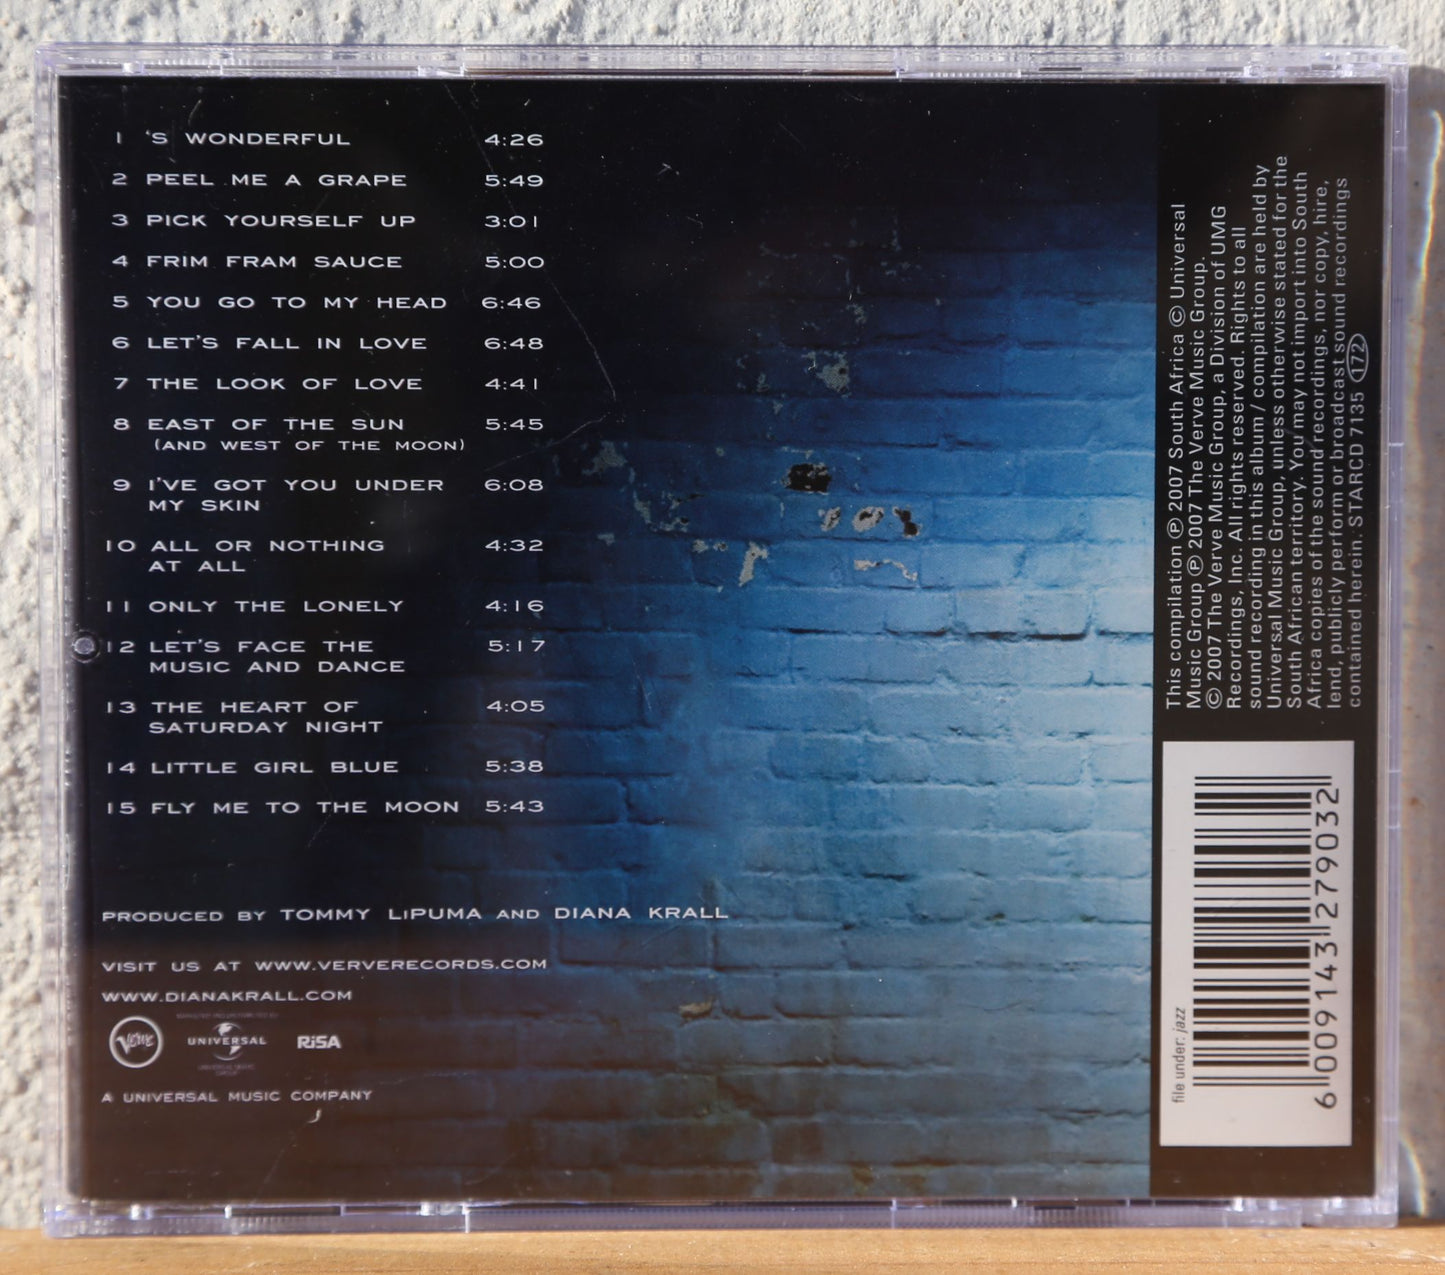 1 'S WONDERFUL 4:26
2 PEEL ME A GRAPE 5:49
3 PICK YOURSELF UP 3:01
4 FRIM FRAM SAUCE 5:00
5 YOU GO TO MY HEAD 6:46
6 LET'S FALL IN LOVE 6:48
7 THE LOOK OF LOVE 4:41
8 EAST OF THE SUN 5:45
(AND WEST OF THE MOON)
9 I'VE GOT YOU UNDER 6:08
MY SKIN
10 ALL OR NOTHING 4:32
AT ALL
11 ONLY THE LONELY 4:16
12 LET'S FACE THE 5:17
MUSIC AND DANCE
13 THE HEART OF 4:05
SATURDAY NIGHT
14 LITTLE GIRL BLUE 5:38
15 FLY ME TO THE MOON 5:43
PRODUCED BY TOMMY LiPUMA AND DIANA KRALL
VISIT US AT WWW.VERVERECORDS.COM
WWW.DIANAKRALL.COM
Verve
UNIVERSAL
UNIVERSAL MUSIC
GROUP
RiSA
A UNIVERSAL MUSIC COMPANY
This compilation ℗ 2007 South Africa © Universal
Music Group ℗ 2007 The Verve Music Group.
© 2007 The Verve Music Group, a Division of UMG
Recordings, Inc. All rights reserved. Rights to all
sound recording in this album / compilation are held by
Universal Music Group, unless otherwise stated for the
South African territory. You may not import into South
Africa copies of the sound recordings, nor copy, hire,
lend, publicly perform or broadcast sound recordings
contained herein. STARCD 7135 172
file under: jazz
6 009143 279032